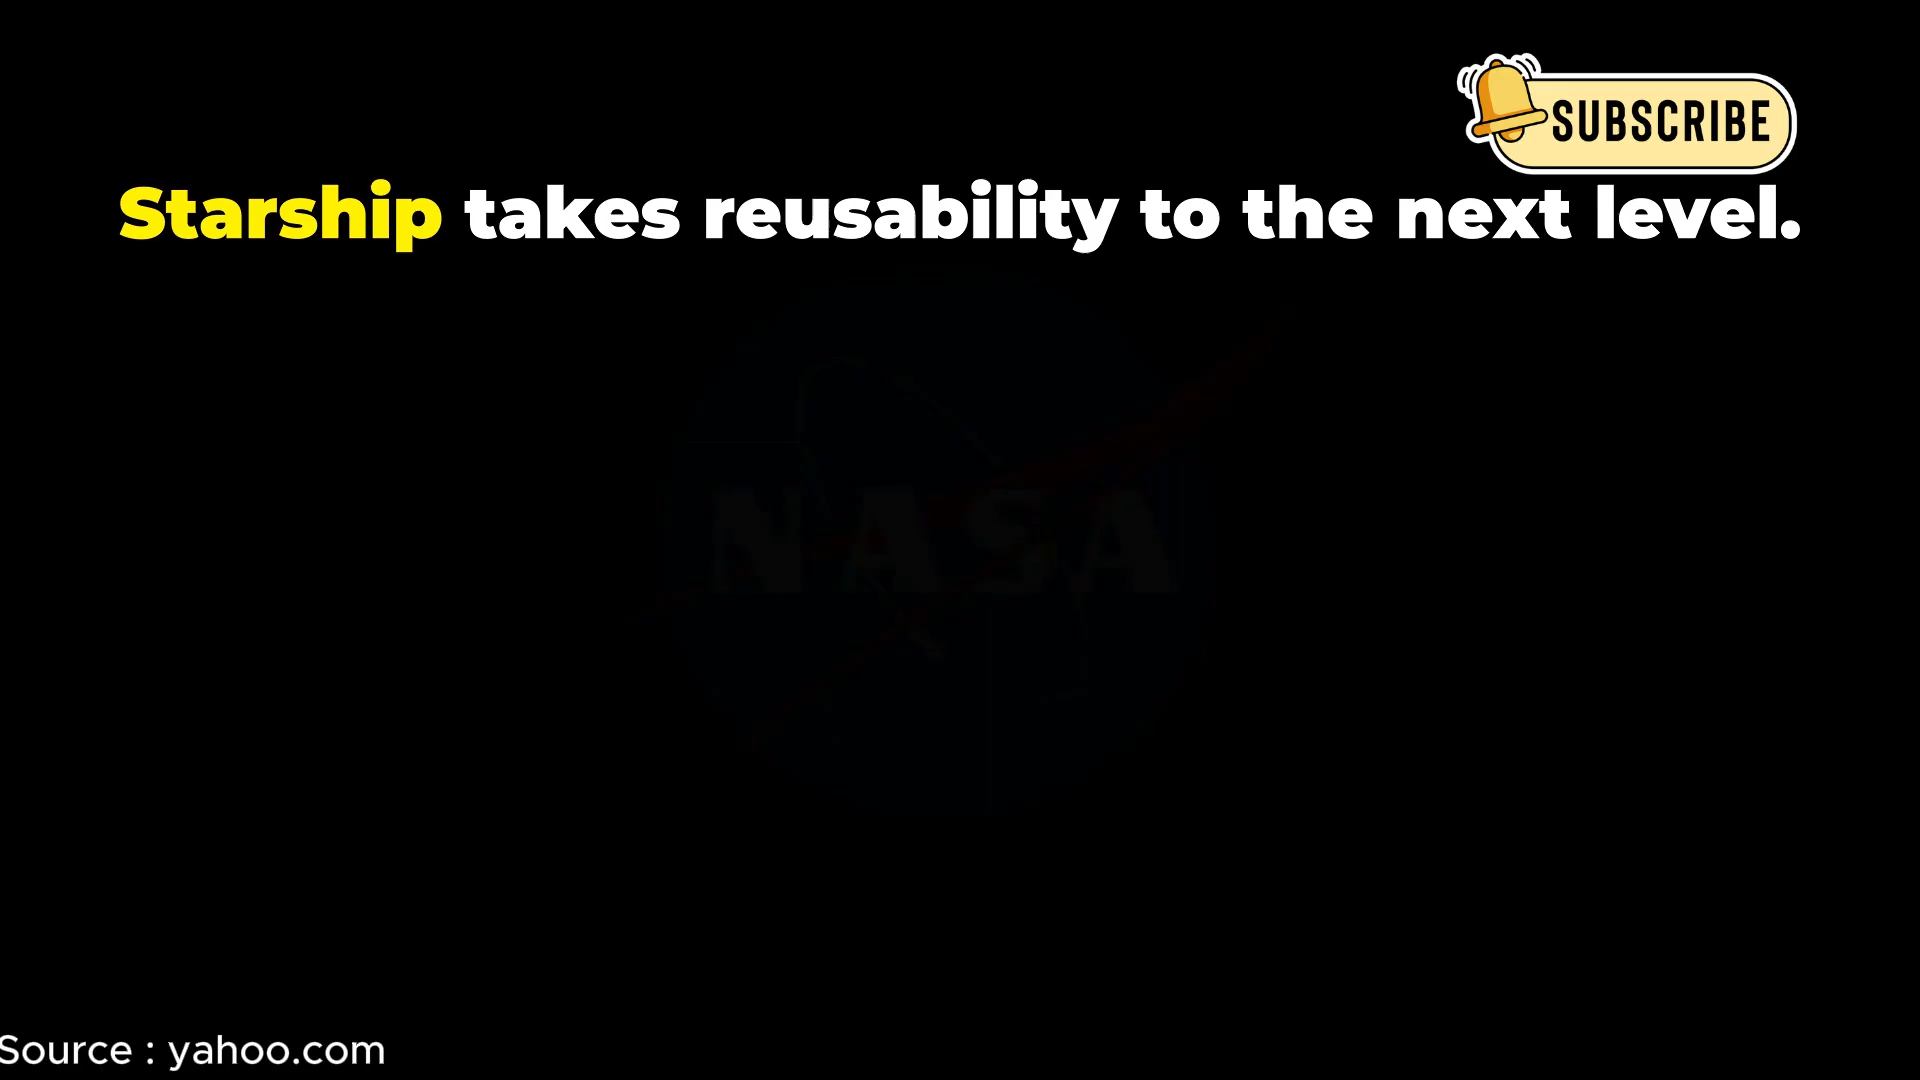 SUBSCRIBE
Starship takes reusability to the next level.
NASA
Source : yahoo.com